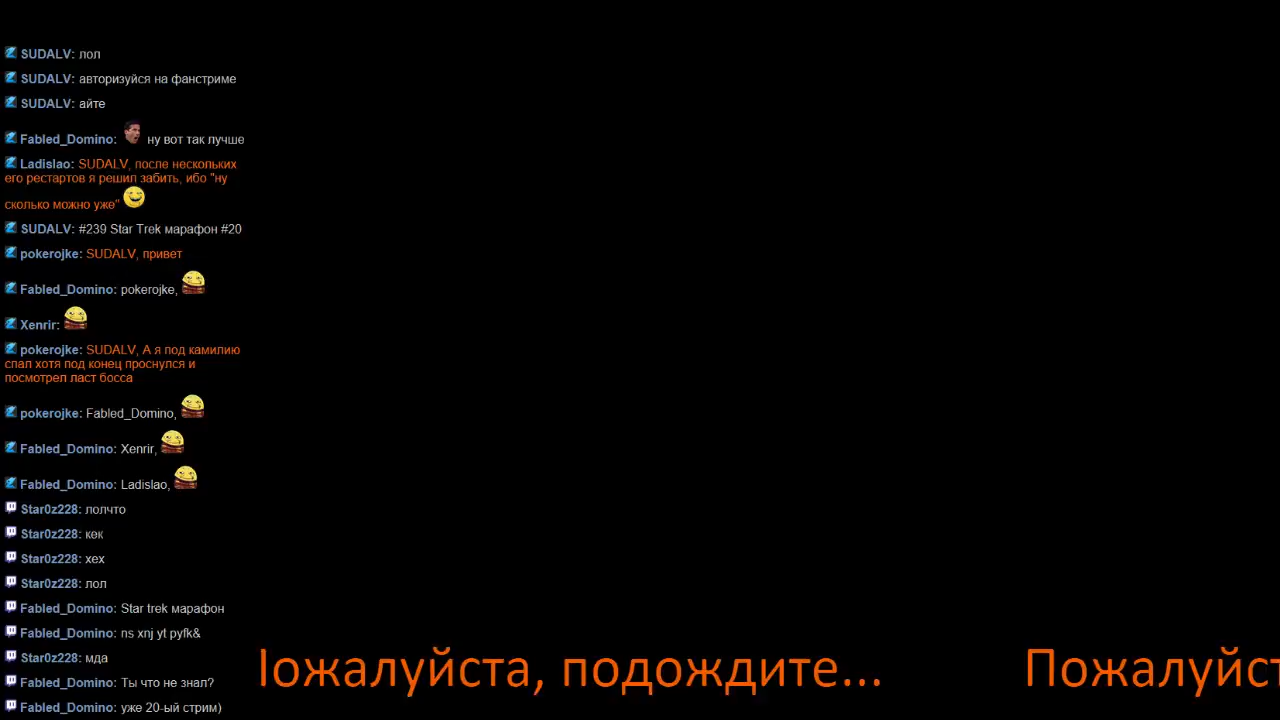 SUDALV: лол
SUDALV: авторизуйся на фанстриме
SUDALV: айте
Fabled_Domino: ну вот так лучше
Ladislao: SUDALV, после нескольких
его рестартов я решил забить, ибо "ну
сколько можно уже"
SUDALV: #239 Star Trek марафон #20
pokerojke: SUDALV, привет
Fabled_Domino: pokerojke,
Xenrir:
pokerojke: SUDALV, А я под камилию
спал хотя под конец проснулся и
посмотрел ласт босса
pokerojke: Fabled_Domino,
Fabled_Domino: Xenrir,
Fabled_Domino: Ladislao,
Star0z228: лолчто
Star0z228: кек
Star0z228: хех
Star0z228: лол
Fabled_Domino: Star trek марафон
Fabled_Domino: ns xnj yt pyfk&
Star0z228: мда
Fabled_Domino: Ты что не знал?
Fabled_Domino: уже 20-ый стрим)
Пожалуйста, подождите... Пожалуйст